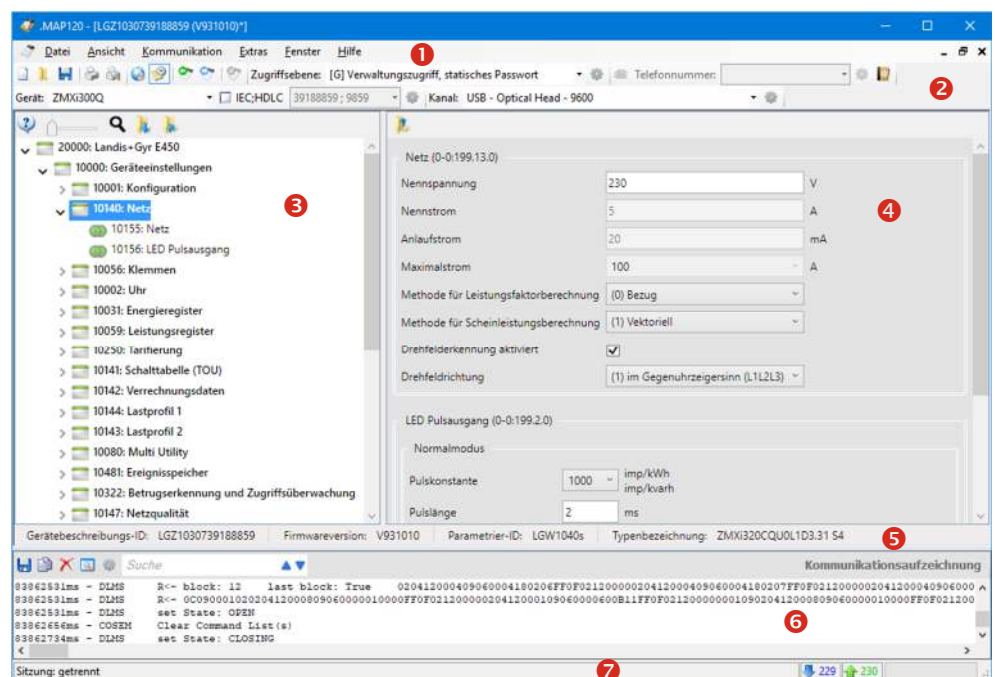 .MAP120 - [LGZ1030739188859 (V931010)*]
Datei Ansicht Kommunikation Extras Fenster Hilfe
1
Zugriffsebene: [G] Verwaltungszugriff, statisches Passwort Telefonnummer:
2
Gerät: ZMXi300Q IEC;HDLC 39188859 ; 9859 Kanal: USB - Optical Head - 9600
20000: Landis+Gyr E450
10000: Geräteeinstellungen
10001: Konfiguration
10140: Netz
10155: Netz
10156: LED Pulsausgang
10056: Klemmen
10002: Uhr
10031: Energieregister
10059: Leistungsregister
10250: Tarifierung
10141: Schalttabelle (TOU)
10142: Verrechnungsdaten
10144: Lastprofil 1
10143: Lastprofil 2
10080: Multi Utility
10481: Ereignisspeicher
10322: Betrugserkennung und Zugriffsüberwachung
10147: Netzqualität
3
Netz (0-0:199.13.0)
Nennspannung 230 V
Nennstrom 5 A
4
Anlaufstrom 20 mA
Maximalstrom 100 A
Methode für Leistungsfaktorberechnung (0) Bezug
Methode für Scheinleistungsberechnung (1) Vektoriell
Drehfelderkennung aktiviert
Drehfeldrichtung (1) im Gegenuhrzeigersinn (L1L2L3)
LED Pulsausgang (0-0:199.2.0)
Normalmodus
Pulskonstante 1000 imp/kWh
imp/kvarh
Pulslänge 2 ms
Gerätebeschreibungs-ID: LGZ1030739188859 Firmwareversion: V931010 Parametrier-ID: LGW1040s Typenbezeichnung: ZMXi320CQU0L1D3.31 S4
5
Suche Kommunikationsaufzeichnung
83862531ms - DLMS R<- block: 12 last block: True 020412000409060004180206FF0F02120000020412000409060004180207FF0F0212000002041200040906000
83862531ms - DLMS R<- 0C09000102020412000809060000010000FF0F02120000020412000109060000600B11FF0F021200000001090204120008090600000010000FF0F021200
83862531ms - DLMS set State: OPEN
83862656ms - COSEM Clear Command List(s)
83862734ms - DLMS set State: CLOSING
6
Sitzung: getrennt 7 229 230